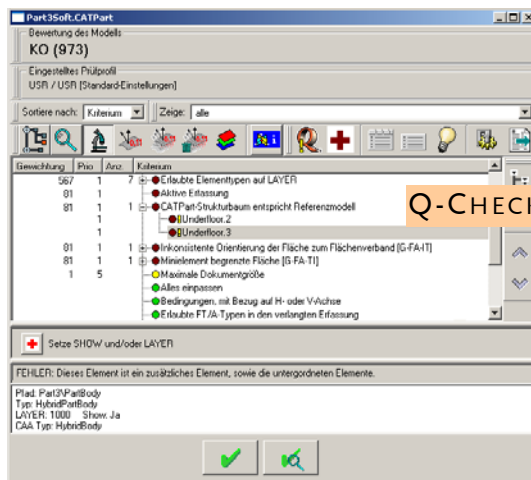 Part3Soft.CATPart
Bewertung des Modells
KO (973)
Eingestelltes Prüfprofil
USR / USR [Standard-Einstellungen]
Sortiere nach: Kriterium Zeige: alle
Gewichtung Prio Anz. Kriterium
567 1 7 Erlaubte Elementtypen auf LAYER
81 1 Aktive Erfassung
81 1 1 CATPart-Strukturbaum entspricht Referenzmodell
1 Underfloor.2
1 Underfloor.3
Q-CHECK
81 1 1 Inkonsistente Orientierung der Fläche zum Flächenverband [G-FA-IT]
81 1 1 Minielement begrenzte Fläche [G-FA-TI]
1 5 Maximale Dokumentgröße
Alles einpassen
Bedingungen, mit Bezug auf H- oder V-Achse
Erlaubte FT/A-Typen in den verlangten Erfassung
Setze SHOW und/oder LAYER
FEHLER: Dieses Element ist ein zusätzliches Element, sowie die untergordneten Elemente.
Pfad: Part3\PartBody
Typ: HybridPartBody
LAYER: 1000 Show: Ja
CAA Typ: HybridBody